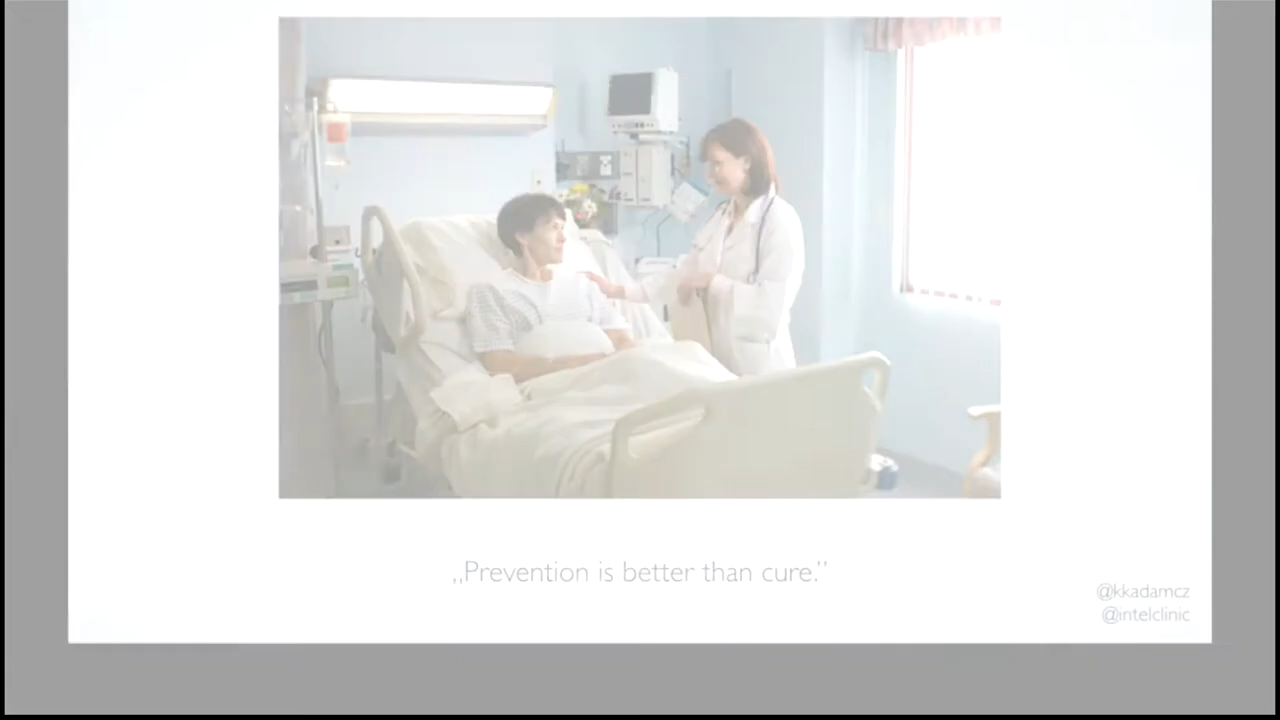 „Prevention is better than cure.”
@kkadamcz
@intelclinic